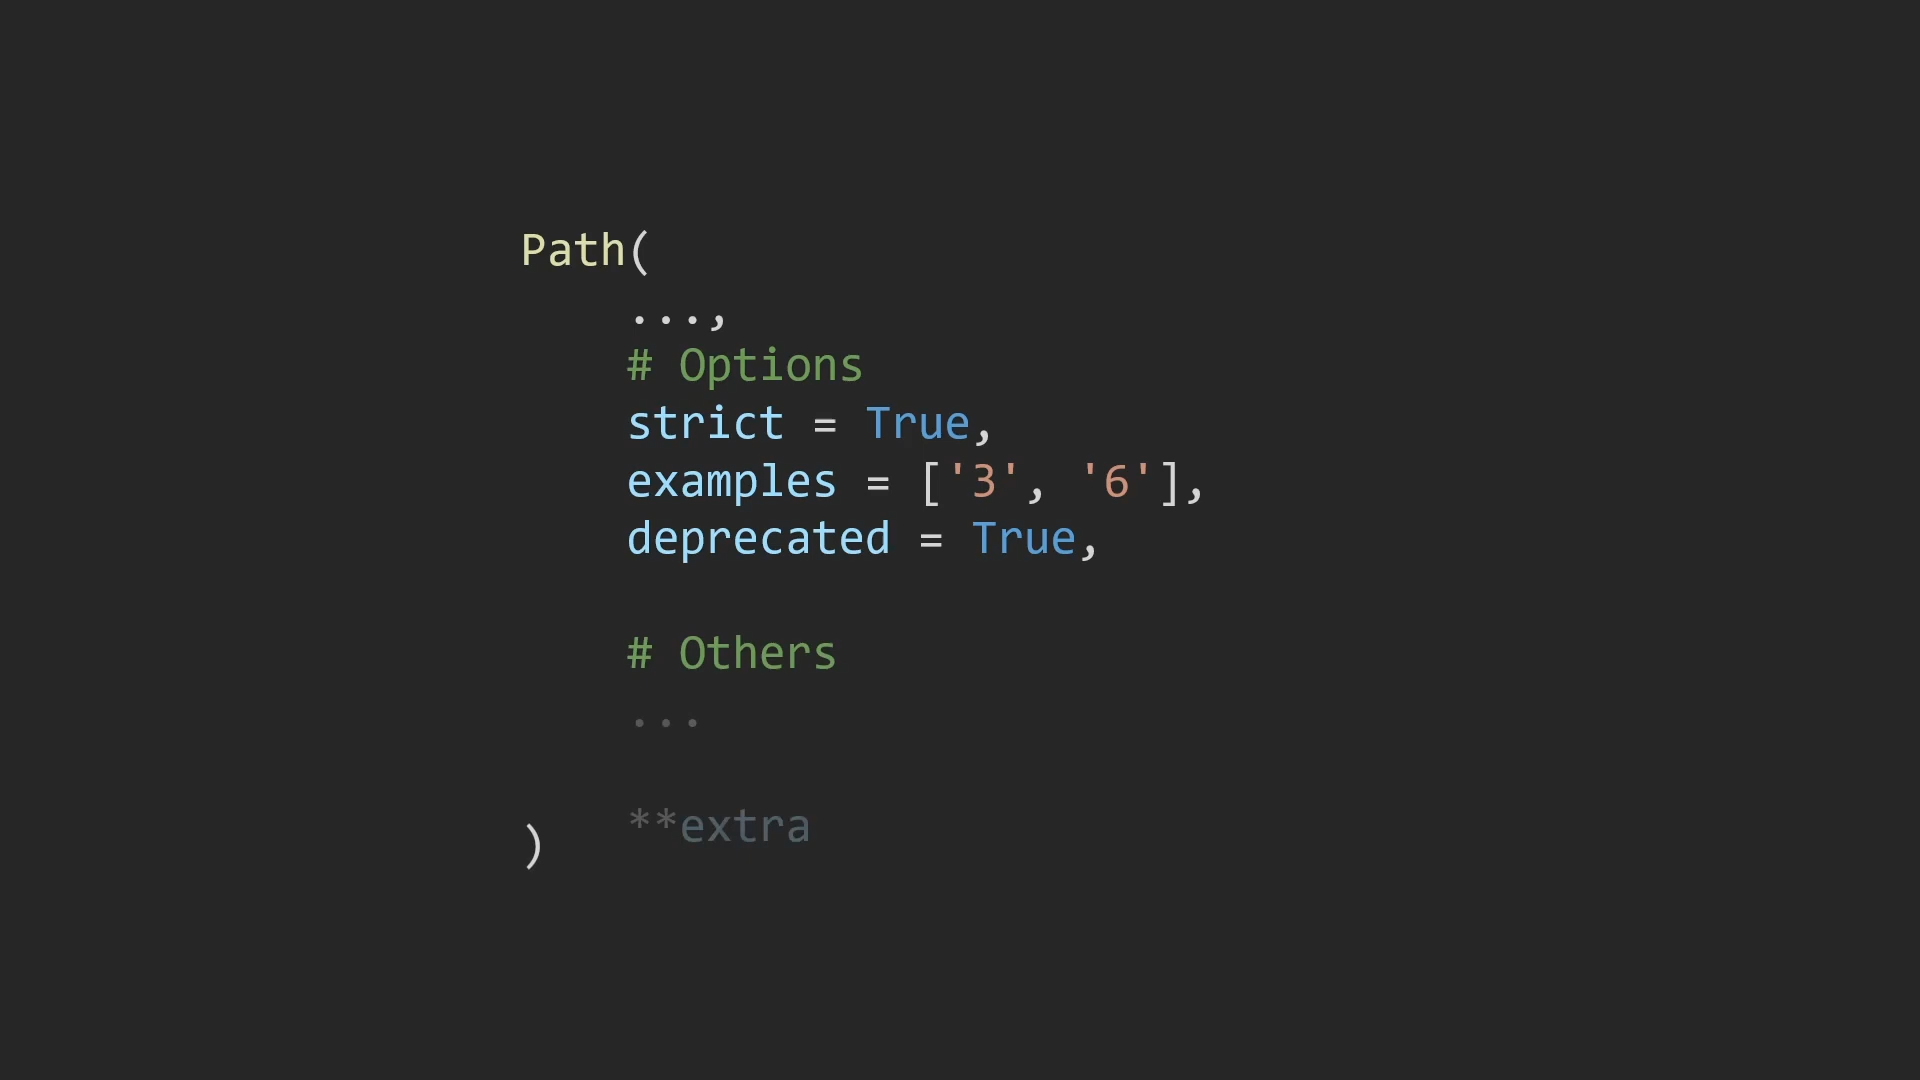 Path(
...,
# Options
strict = True,
examples = ['3', '6'],
deprecated = True,
# Others
...
**extra
)